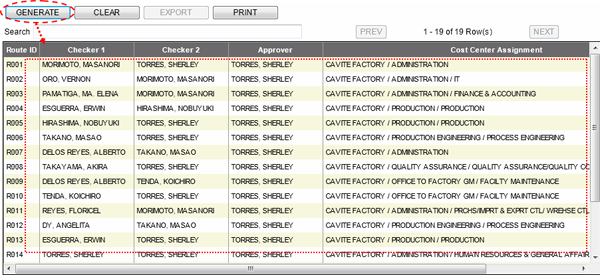 GENERATE CLEAR EXPORT PRINT
Search PREV 1 - 19 of 19 Row(s) NEXT
Route ID Checker 1 Checker 2 Approver Cost Center Assignment
R001 MORIMOTO, MASANORI TORRES, SHERLEY TORRES, SHERLEY CAVITE FACTORY / ADMINISTRATION
R002 ORO, VERNON MORIMOTO, MASANORI TORRES, SHERLEY CAVITE FACTORY / ADMINISTRATION / IT
R003 PAMATIGA, MA. ELENA MORIMOTO, MASANORI TORRES, SHERLEY CAVITE FACTORY / ADMINISTRATION / FINANCE & ACCOUNTING
R004 ESGUERRA, ERWIN HIRASHIMA, NOBUYUKI TORRES, SHERLEY CAVITE FACTORY / PRODUCTION / PRODUCTION
R005 HIRASHIMA, NOBUYUKI TORRES, SHERLEY TORRES, SHERLEY CAVITE FACTORY / PRODUCTION / PRODUCTION
R006 TAKANO, MASAO TORRES, SHERLEY TORRES, SHERLEY CAVITE FACTORY / PRODUCTION ENGINEERING / PROCESS ENGINEERING
R007 DELOS REYES, ALBERTO TAKANO, MASAO TORRES, SHERLEY CAVITE FACTORY / ADMINISTRATION
R008 TAKAYAMA, AKIRA TORRES, SHERLEY TORRES, SHERLEY CAVITE FACTORY / QUALITY ASSURANCE / QUALITY ASSURANCE/QUALITY CO
R009 DELOS REYES, ALBERTO TENDA, KOICHIRO TORRES, SHERLEY CAVITE FACTORY / OFFICE TO FACTORY GM / FACILTY MAINTENANCE
R010 TENDA, KOICHIRO TORRES, SHERLEY TORRES, SHERLEY CAVITE FACTORY / OFFICE TO FACTORY GM / FACILTY MAINTENANCE
R011 REYES, FLORICEL MORIMOTO, MASANORI TORRES, SHERLEY CAVITE FACTORY / ADMINISTRATION / PRCHS/IMPRT & EXPRT CTL/ WREHSE CTL
R012 DY, ANGELITA TAKANO, MASAO TORRES, SHERLEY CAVITE FACTORY / PRODUCTION ENGINEERING / PROCESS ENGINEERING
R013 ESGUERRA, ERWIN TORRES, SHERLEY TORRES, SHERLEY CAVITE FACTORY / PRODUCTION / PRODUCTION
R014 TORRES, SHERLEY TORRES, SHERLEY TORRES, SHERLEY CAVITE FACTORY / ADMINISTRATION / HUMAN RESOURCES & GENERAL AFFAIR